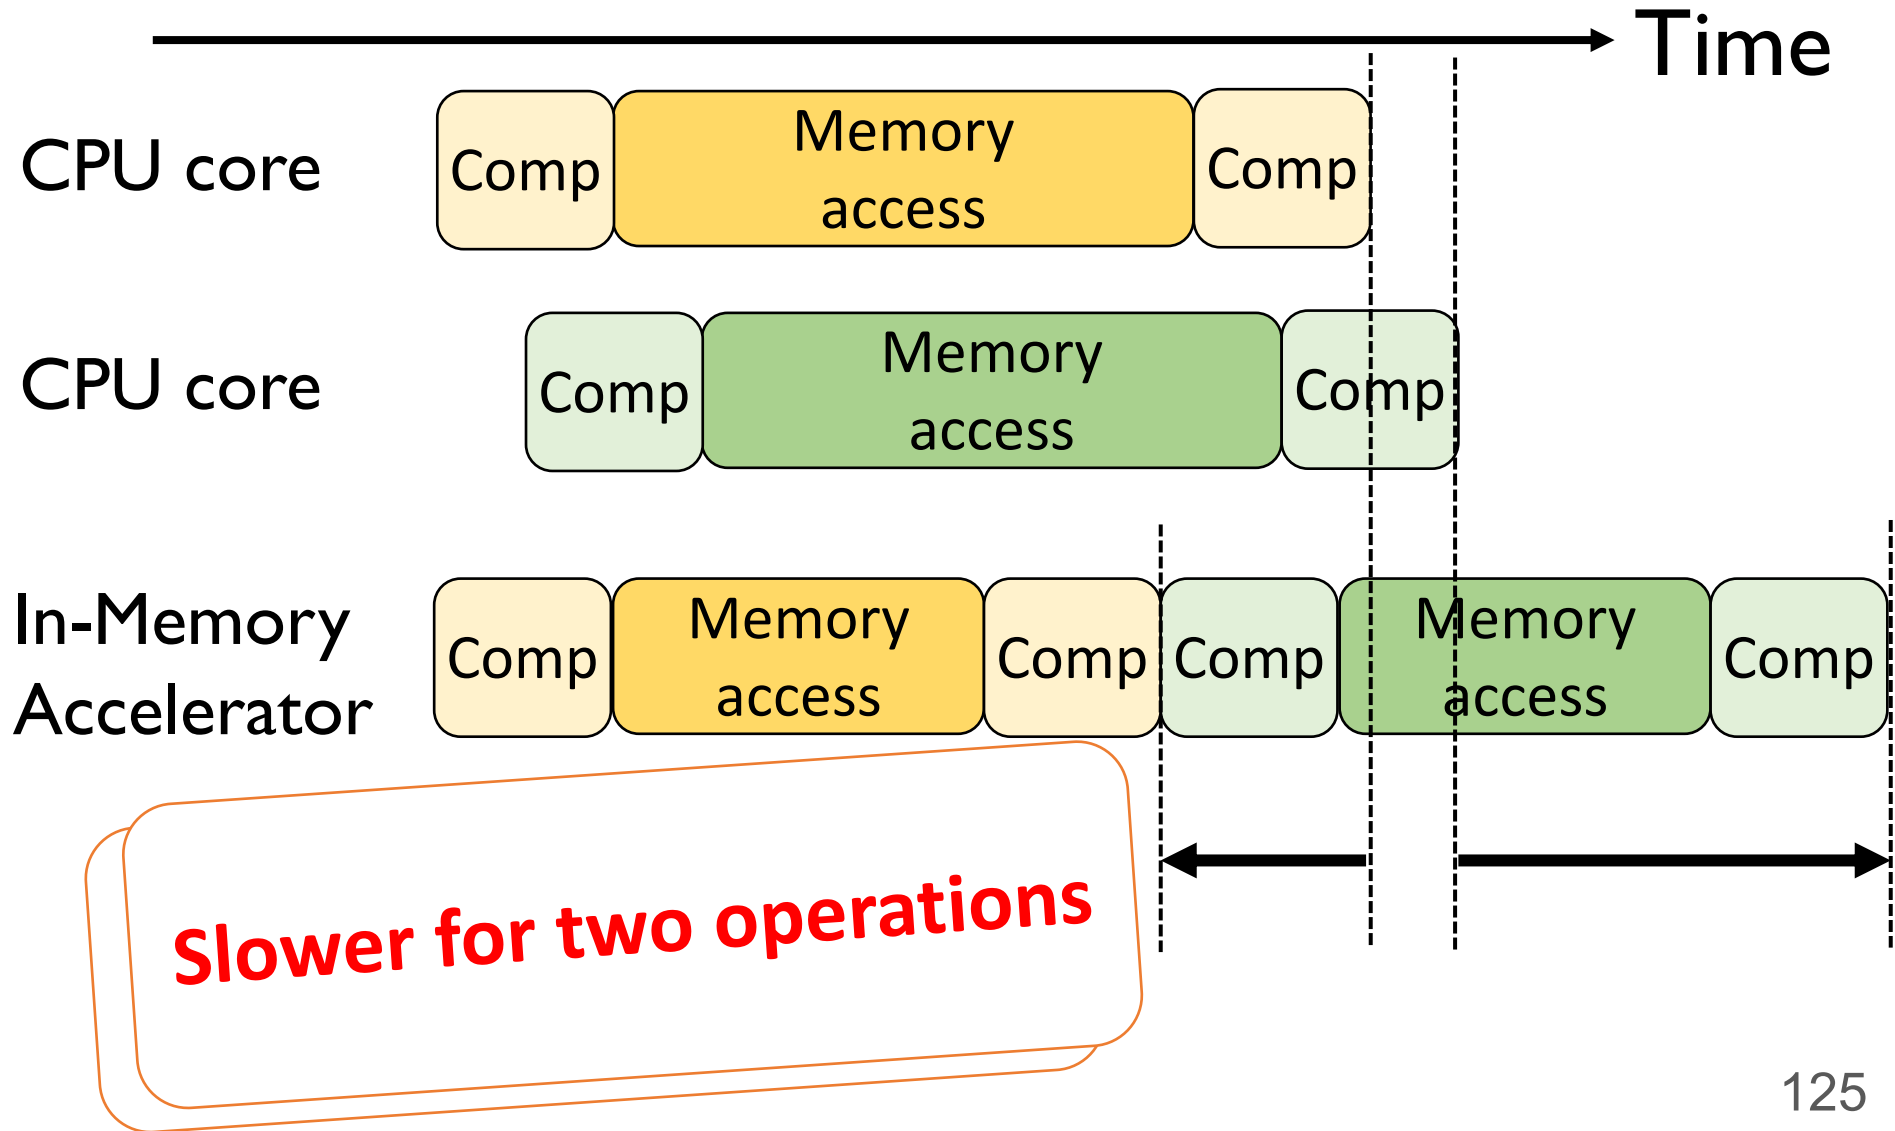 Time
CPU core
Comp
Memory
access
Comp
CPU core
Comp
Memory
access
Comp
In-Memory
Accelerator
Comp
Memory
access
Comp
Comp
Memory
access
Comp
Slower for two operations
125